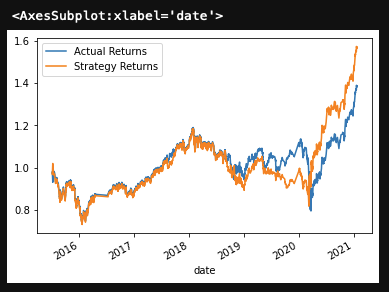 <AxesSubplot:xlabel='date'>
1.6
Actual Returns
Strategy Returns
1.4
1.2
1.0
0.8
2016 2017 2018 2019 2020 2021
date